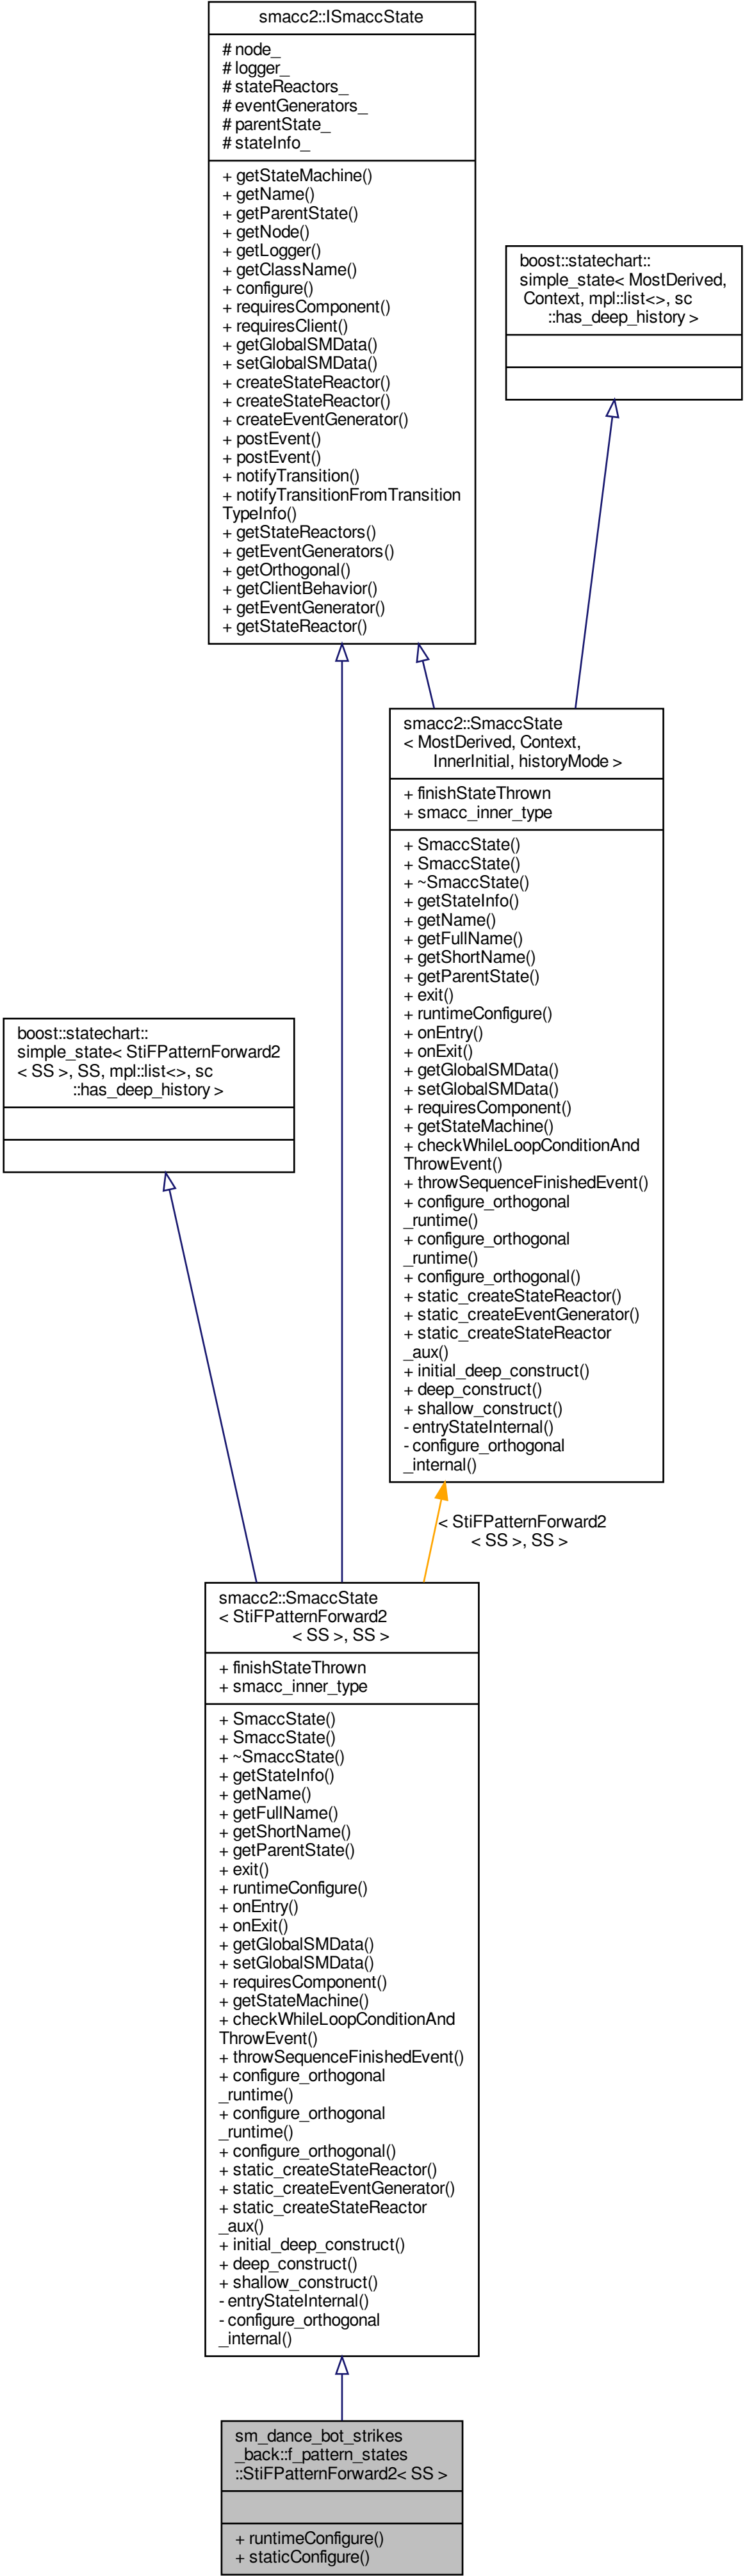 smacc2::ISmaccState
# node_
# logger_
# stateReactors_
# eventGenerators_
# parentState_
# stateInfo_
+ getStateMachine()
+ getName()
+ getParentState()
+ getNode()
+ getLogger()
+ getClassName()
+ configure()
+ requiresComponent()
+ requiresClient()
+ getGlobalSMData()
+ setGlobalSMData()
+ createStateReactor()
+ createStateReactor()
+ createEventGenerator()
+ postEvent()
+ postEvent()
+ notifyTransition()
+ notifyTransitionFromTransition
TypeInfo()
+ getStateReactors()
+ getEventGenerators()
+ getOrthogonal()
+ getClientBehavior()
+ getEventGenerator()
+ getStateReactor()
boost::statechart::
simple_state< MostDerived,
Context, mpl::list<>, sc
::has_deep_history >
smacc2::SmaccState
< MostDerived, Context,
InnerInitial, historyMode >
+ finishStateThrown
+ smacc_inner_type
+ SmaccState()
+ SmaccState()
+ ~SmaccState()
+ getStateInfo()
+ getName()
+ getFullName()
+ getShortName()
+ getParentState()
+ exit()
+ runtimeConfigure()
+ onEntry()
+ onExit()
+ getGlobalSMData()
+ setGlobalSMData()
+ requiresComponent()
+ getStateMachine()
+ checkWhileLoopConditionAnd
ThrowEvent()
+ throwSequenceFinishedEvent()
+ configure_orthogonal
_runtime()
+ configure_orthogonal
_runtime()
+ configure_orthogonal()
+ static_createStateReactor()
+ static_createEventGenerator()
+ static_createStateReactor
_aux()
+ initial_deep_construct()
+ deep_construct()
+ shallow_construct()
- entryStateInternal()
- configure_orthogonal
_internal()
boost::statechart::
simple_state< StiFPatternForward2
< SS >, SS, mpl::list<>, sc
::has_deep_history >
< StiFPatternForward2
< SS >, SS >
smacc2::SmaccState
< StiFPatternForward2
< SS >, SS >
+ finishStateThrown
+ smacc_inner_type
+ SmaccState()
+ SmaccState()
+ ~SmaccState()
+ getStateInfo()
+ getName()
+ getFullName()
+ getShortName()
+ getParentState()
+ exit()
+ runtimeConfigure()
+ onEntry()
+ onExit()
+ getGlobalSMData()
+ setGlobalSMData()
+ requiresComponent()
+ getStateMachine()
+ checkWhileLoopConditionAnd
ThrowEvent()
+ throwSequenceFinishedEvent()
+ configure_orthogonal
_runtime()
+ configure_orthogonal
_runtime()
+ configure_orthogonal()
+ static_createStateReactor()
+ static_createEventGenerator()
+ static_createStateReactor
_aux()
+ initial_deep_construct()
+ deep_construct()
+ shallow_construct()
- entryStateInternal()
- configure_orthogonal
_internal()
sm_dance_bot_strikes
_back::f_pattern_states
::StiFPatternForward2< SS >
+ runtimeConfigure()
+ staticConfigure()